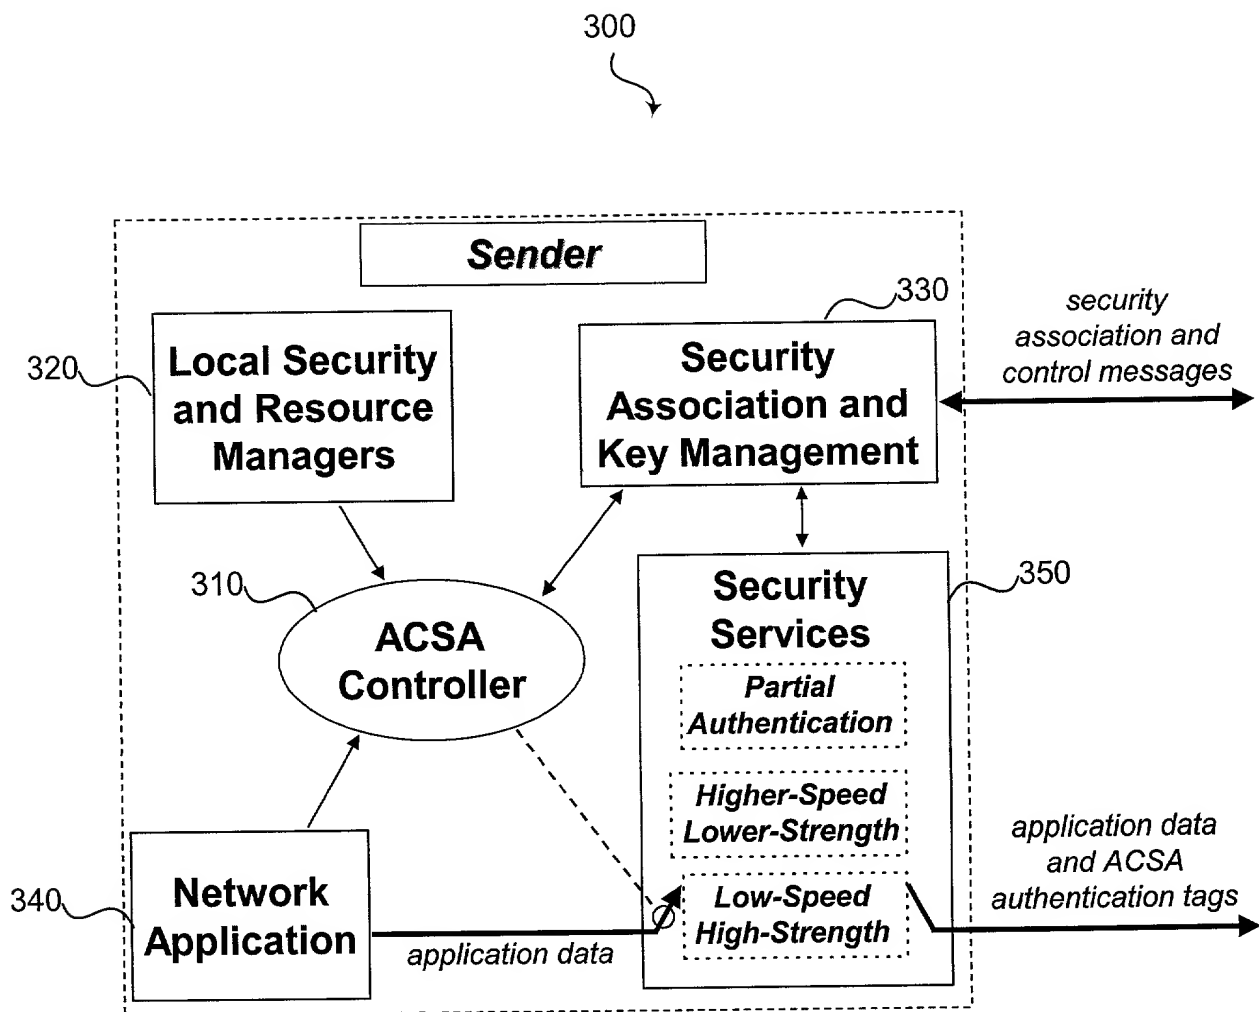 300
Sender
330
security
association and
control messages
320
Local Security
and Resource
Managers
Security
Association and
Key Management
310
ACSA
Controller
350
Security
Services
Partial
Authentication
Higher-Speed
Lower-Strength
Low-Speed
High-Strength
340
Network
Application
application data
application data
and ACSA
authentication tags